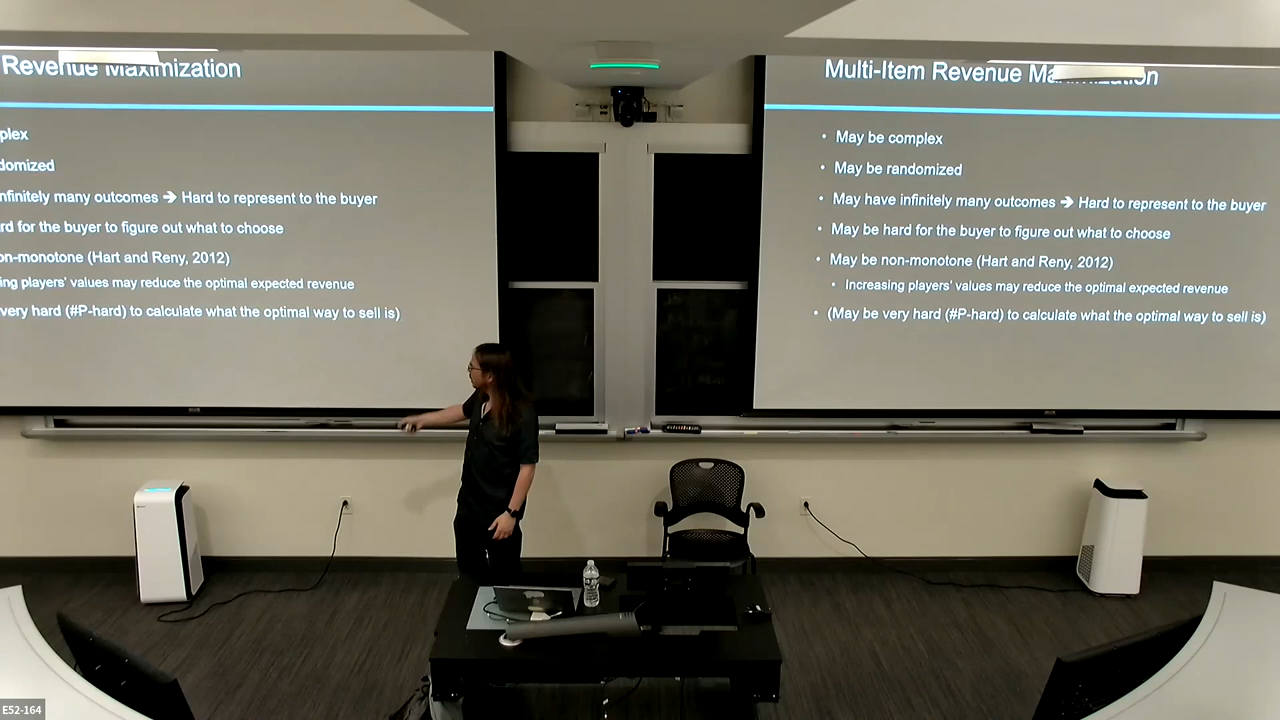 Revenue Maximization
plex
domized
nfinitely many outcomes ➔ Hard to represent to the buyer
rd for the buyer to figure out what to choose
on-monotone (Hart and Reny, 2012)
ing players' values may reduce the optimal expected revenue
very hard (#P-hard) to calculate what the optimal way to sell is)
Multi-Item Revenue Maximization
• May be complex
• May be randomized
• May have infinitely many outcomes ➔ Hard to represent to the buyer
• May be hard for the buyer to figure out what to choose
• May be non-monotone (Hart and Reny, 2012)
• Increasing players' values may reduce the optimal expected revenue
• (May be very hard (#P-hard) to calculate what the optimal way to sell is)
E52-164